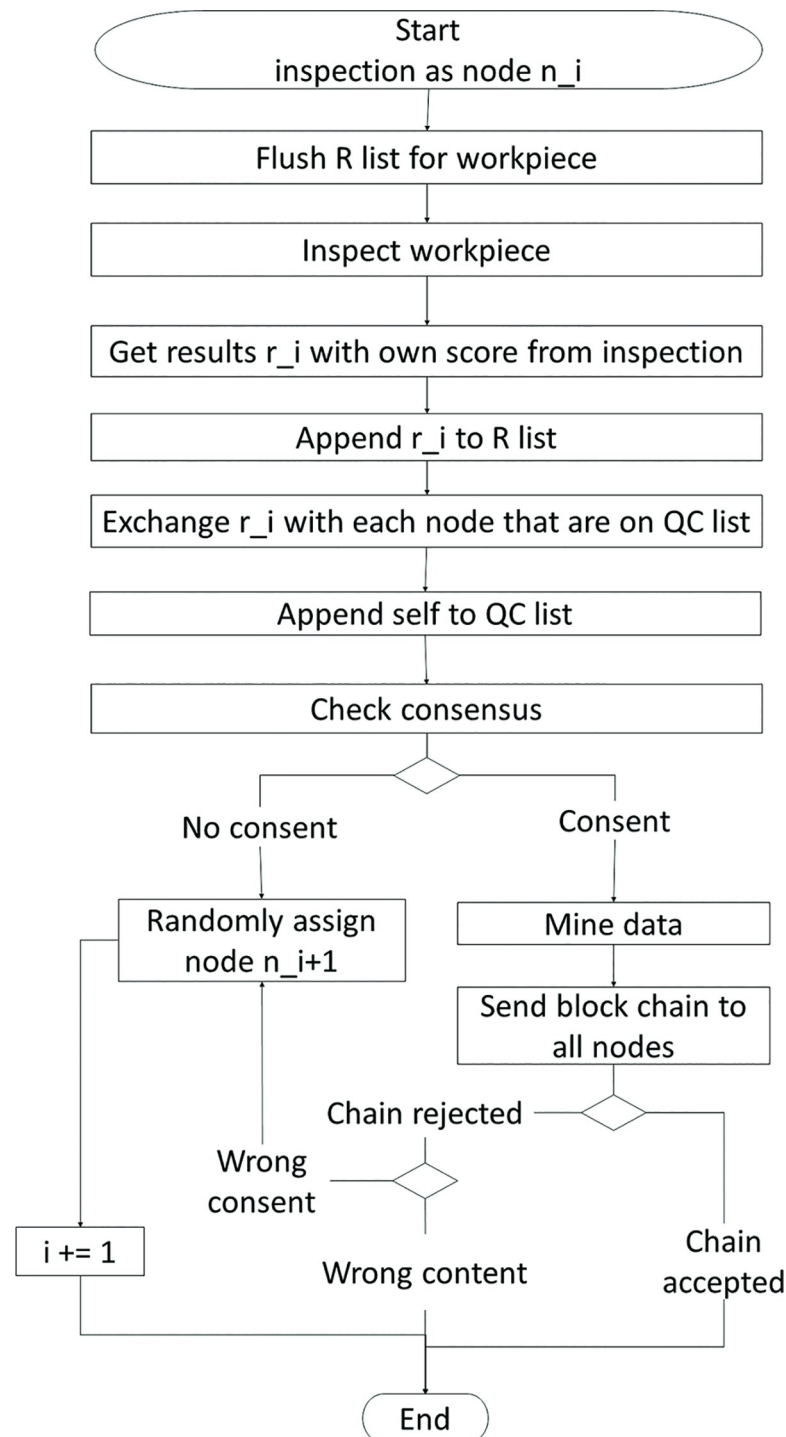 Start
inspection as node n_i
Flush R list for workpiece
Inspect workpiece
Get results r_i with own score from inspection
Append r_i to R list
Exchange r_i with each node that are on QC list
Append self to QC list
Check consensus
No consent
Consent
Randomly assign
node n_i+1
Mine data
Send block chain to
all nodes
Chain rejected
Wrong
consent
i += 1
Wrong content
Chain
accepted
End